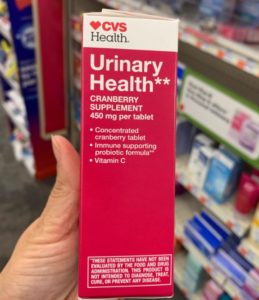 CVS
Health.
Urinary
Health**
CRANBERRY
SUPPLEMENT
450 mg per tablet
• Concentrated
cranberry tablet
• Immune supporting
probiotic formula**
• Vitamin C
**THESE STATEMENTS HAVE NOT BEEN
EVALUATED BY THE FOOD AND DRUG
ADMINISTRATION. THIS PRODUCT IS
NOT INTENDED TO DIAGNOSE, TREAT,
CURE, OR PREVENT ANY DISEASE.